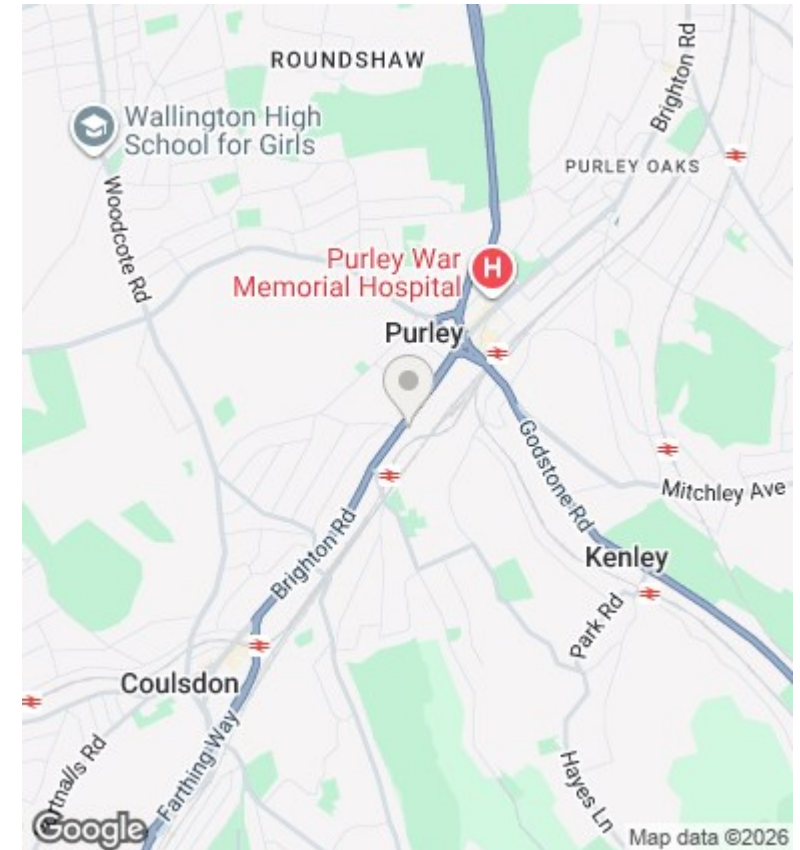 ROUNDSHAW
Brighton Rd
Wallington High
School for Girls
PURLEY OAKS
Woodcote Rd
Purley War
Memorial Hospital
H
Purley
Godstone Rd
Mitchley Ave
Brighton Rd
Kenley
Park Rd
Coulsdon
Farthing Way
Hayes Ln
Google
Map data ©2026